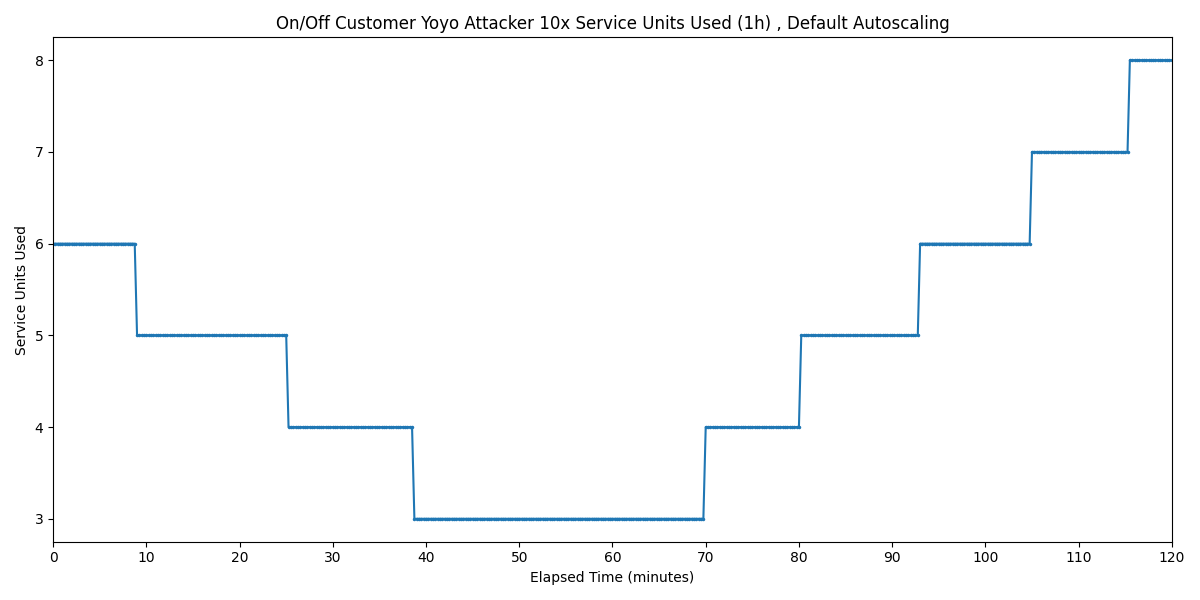 On/Off Customer Yoyo Attacker 10x Service Units Used (1h) , Default Autoscaling
Service Units Used
8
7
6
5
4
3
0 10 20 30 40 50 60 70 80 90 100 110 120
Elapsed Time (minutes)